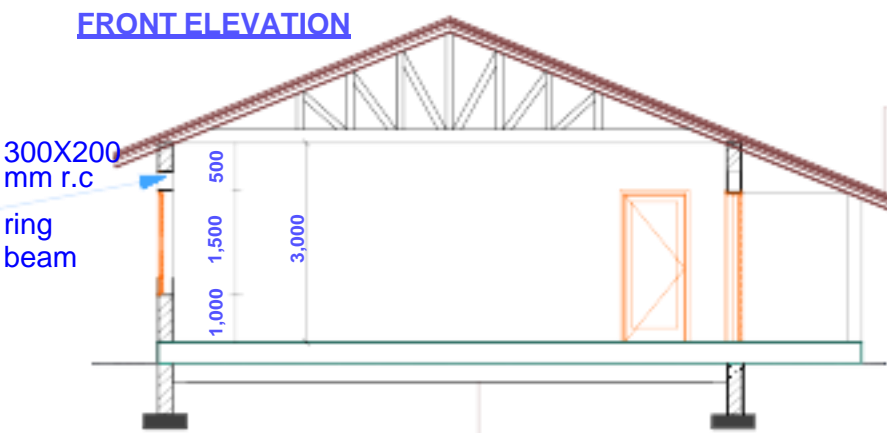 FRONT ELEVATION
300X200
mm r.c
ring
beam
500
1,500
3,000
1,000